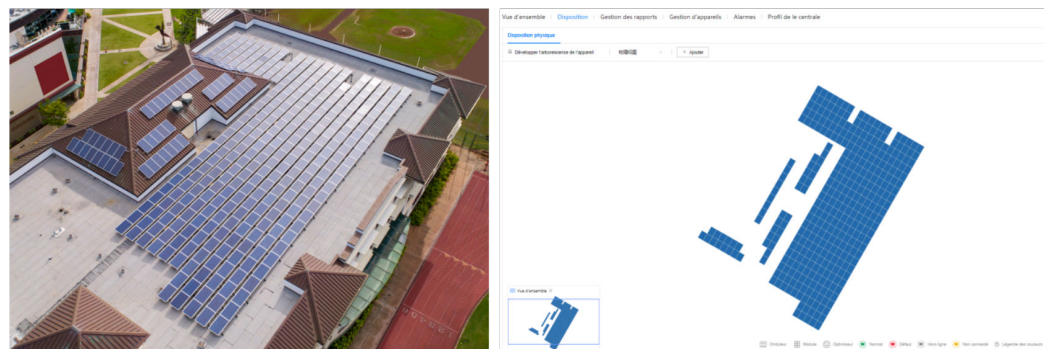 Vue d'ensemble Disposition Gestion des rapports Gestion d'appareils Alarmes Profil de la centrale
Disposition physique
Développer l'arborescence de l'appareil + Ajouter
Vue d'ensemble
Onduleur Module Optimiseur Normal Défaut Hors ligne Non connecté Légende des couleurs